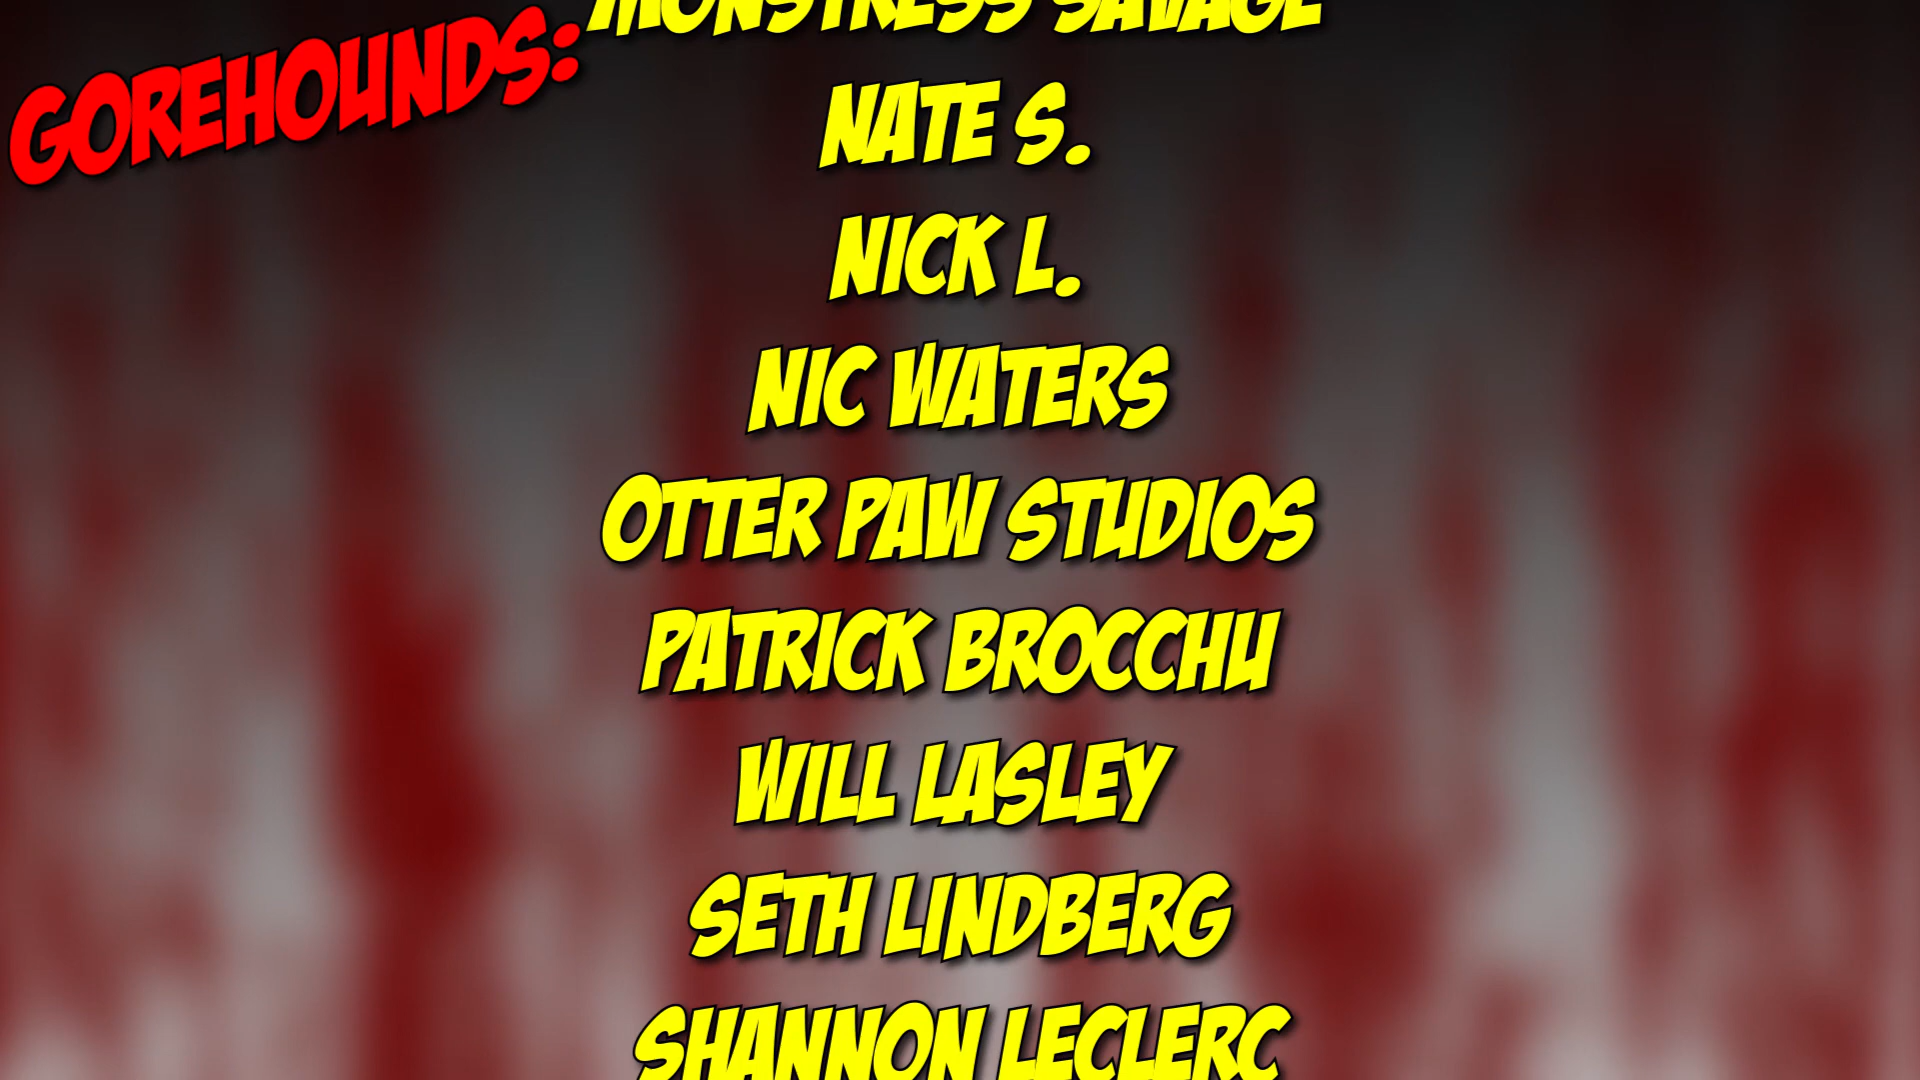 GOREHOUNDS:
MONSTRESS SAVAGE
NATE S.
NICK L.
NIC WATERS
OTTER PAW STUDIOS
PATRICK BROCCHU
WILL LASLEY
SETH LINDBERG
SHANNON LECLERC